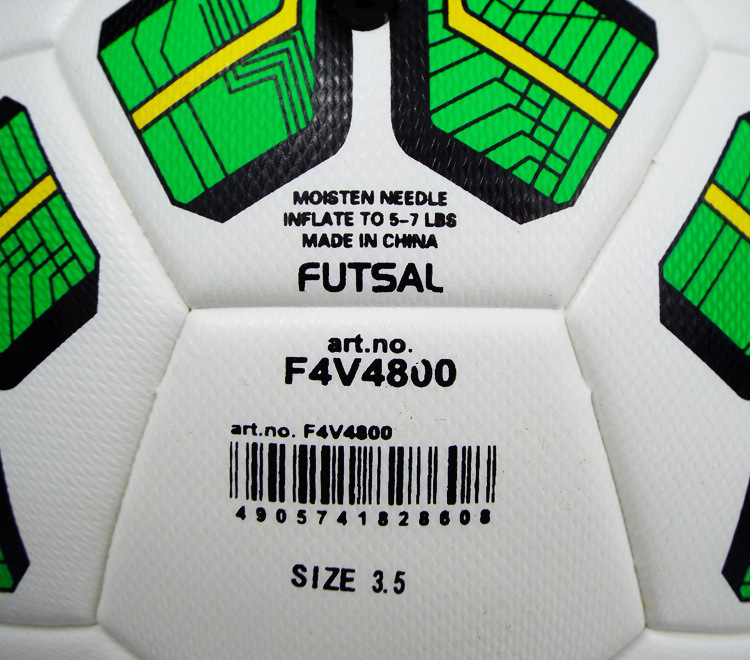 MOISTEN NEEDLE
INFLATE TO 5-7 LBS
MADE IN CHINA
FUTSAL
art.no.
F4V4800
art.no. F4V4800
4905741828608
SIZE 3.5